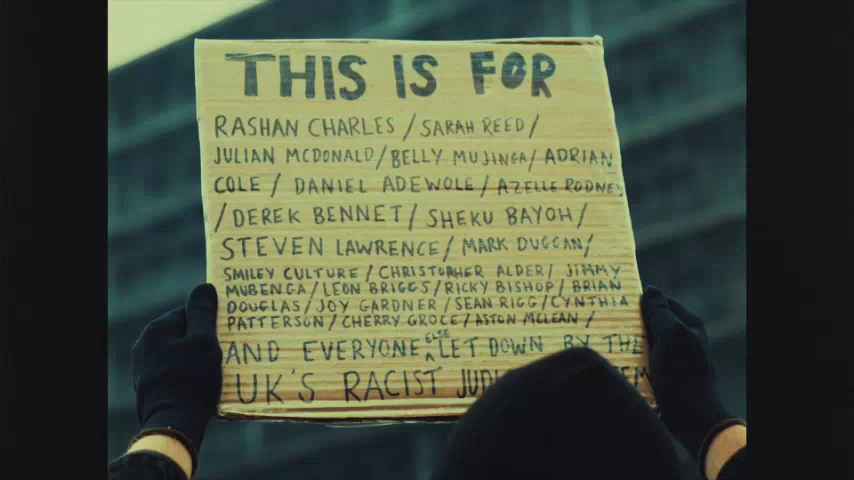 THIS IS FOR
RASHAN CHARLES / SARAH REED /
JULIAN MCDONALD / BELLY MUJINGA / ADRIAN
COLE / DANIEL ADEWOLE / AZELLE RODNEY
/ DEREK BENNET / SHEKU BAYOH /
STEVEN LAWRENCE / MARK DUGGAN /
SMILEY CULTURE / CHRISTOPHER ALDER / JIMMY
MUBENGA / LEON BRIGGS / RICKY BISHOP / BRIAN
DOUGLAS / JOY GARDNER / SEAN RIGG / CYNTHIA
PATTERSON / CHERRY GROCE / ASTON MCLEAN /
AND EVERYONE ELSE LET DOWN BY THE
UK'S RACIST